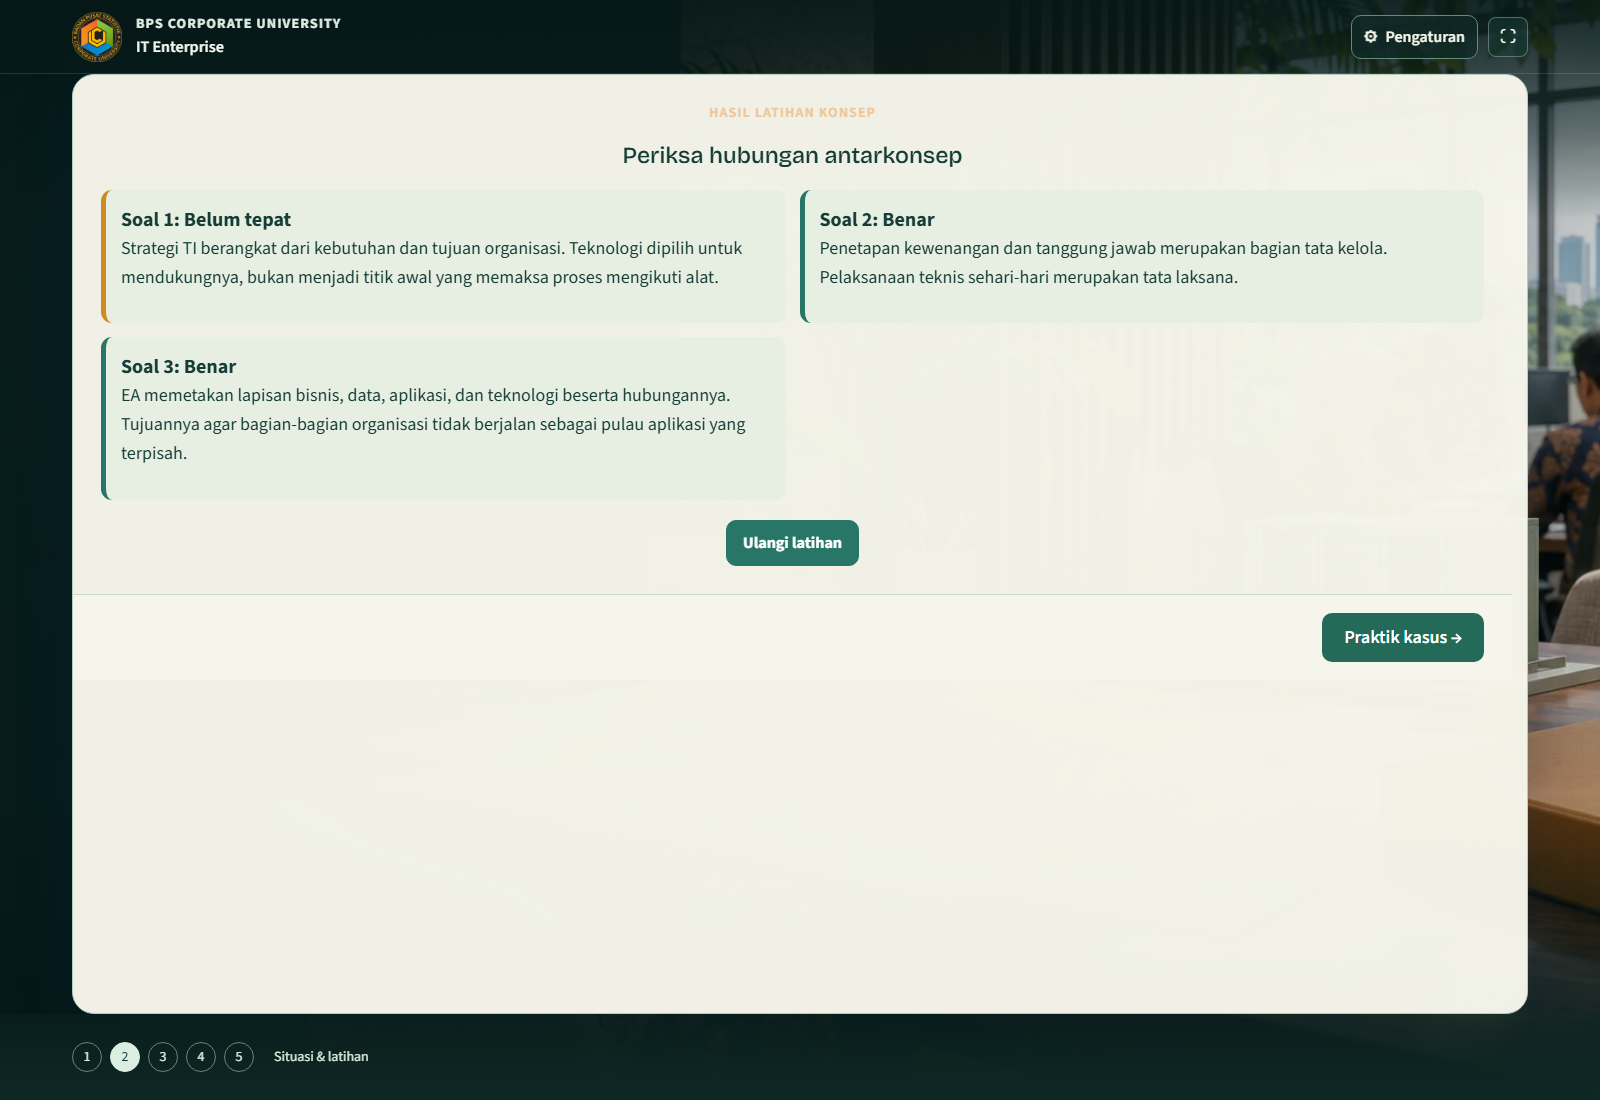 BPS CORPORATE UNIVERSITY
IT Enterprise
Pengaturan
HASIL LATIHAN KONSEP
Periksa hubungan antarkonsep
Soal 1: Belum tepat
Strategi TI berangkat dari kebutuhan dan tujuan organisasi. Teknologi dipilih untuk
mendukungnya, bukan menjadi titik awal yang memaksa proses mengikuti alat.
Soal 2: Benar
Penetapan kewenangan dan tanggung jawab merupakan bagian tata kelola.
Pelaksanaan teknis sehari-hari merupakan tata laksana.
Soal 3: Benar
EA memetakan lapisan bisnis, data, aplikasi, dan teknologi beserta hubungannya.
Tujuannya agar bagian-bagian organisasi tidak berjalan sebagai pulau aplikasi yang
terpisah.
Ulangi latihan
Praktik kasus →
1 2 3 4 5 Situasi & latihan